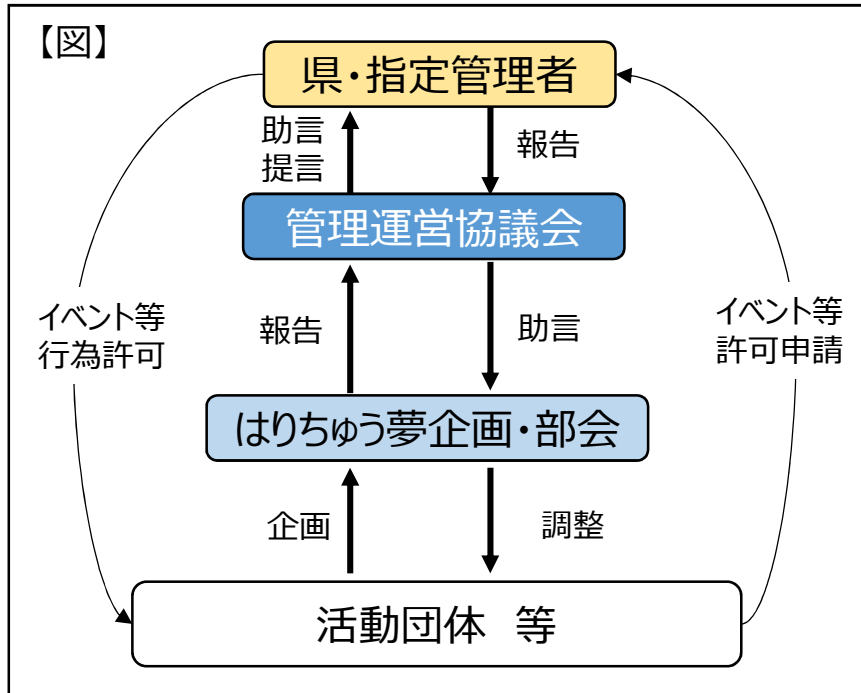 【図】
県・指定管理者
助言
提言
報告
管理運営協議会
イベント等
行為許可
報告
助言
イベント等
許可申請
はりちゅう夢企画・部会
企画
調整
活動団体　等